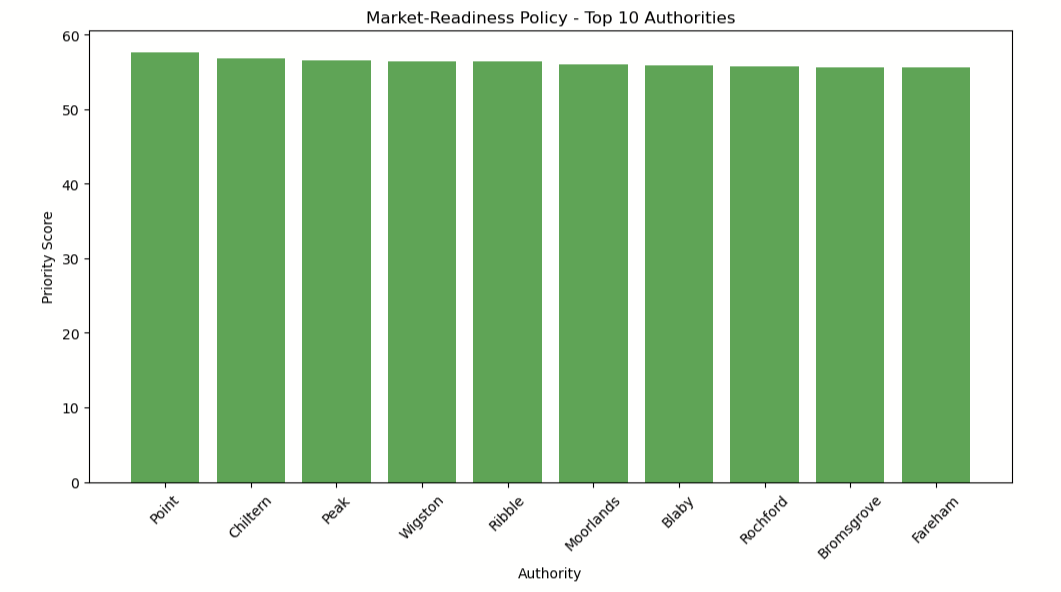 Market-Readiness Policy - Top 10 Authorities
Priority Score
60
50
40
30
20
10
0
Point
Chiltern
Peak
Wigston
Ribble
Moorlands
Blaby
Rochford
Bromsgrove
Fareham
Authority